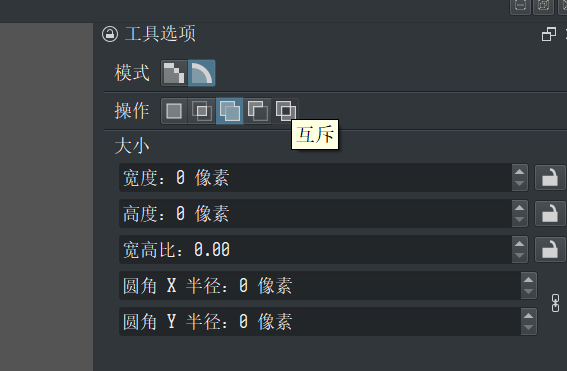 工具选项
模式
操作
互斥
大小
宽度: 0 像素
高度: 0 像素
宽高比: 0.00
圆角 X 半径: 0 像素
圆角 Y 半径: 0 像素